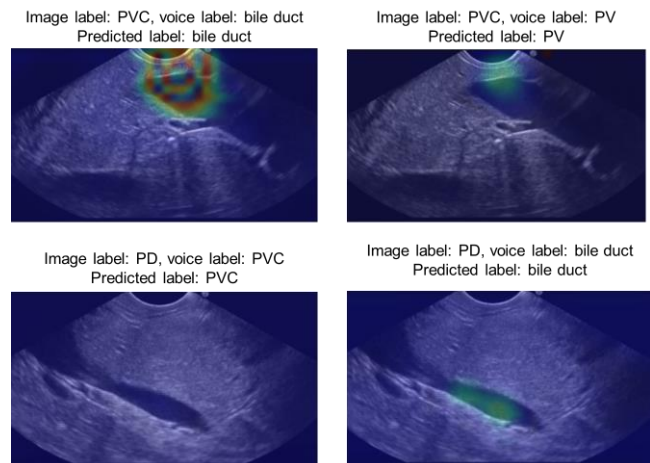 Image label: PVC, voice label: bile duct
Predicted label: bile duct
Image label: PVC, voice label: PV
Predicted label: PV
Image label: PD, voice label: PVC
Predicted label: PVC
Image label: PD, voice label: bile duct
Predicted label: bile duct